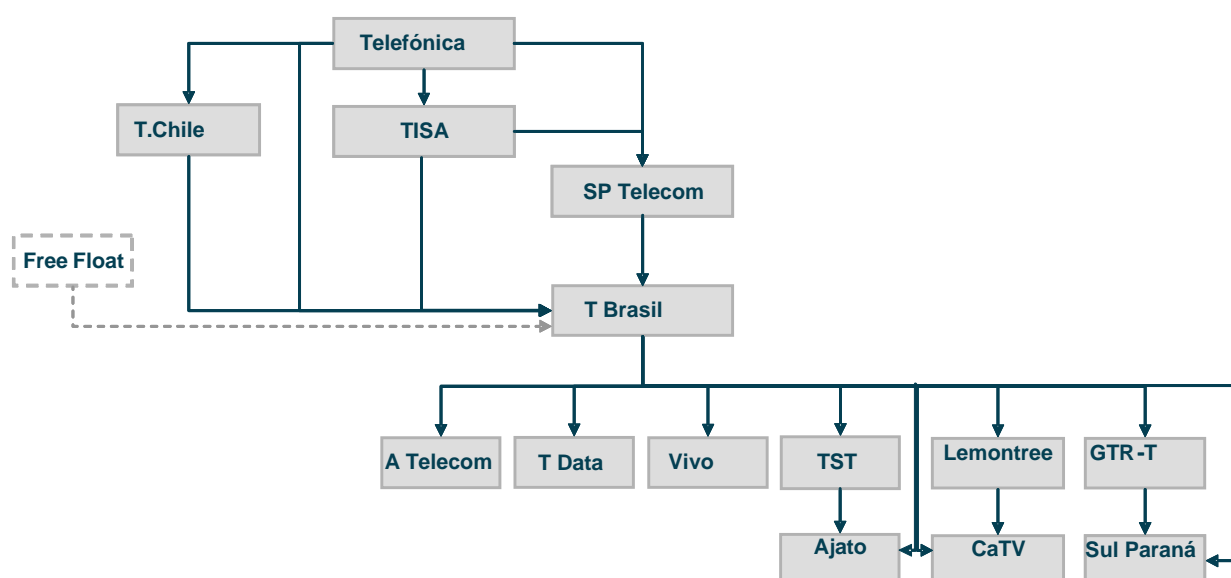 Telefónica
T.Chile
TISA
SP Telecom
Free Float
T Brasil
A Telecom
T Data
Vivo
TST
Lemontree
GTR-T
Ajato
CaTV
Sul Paraná